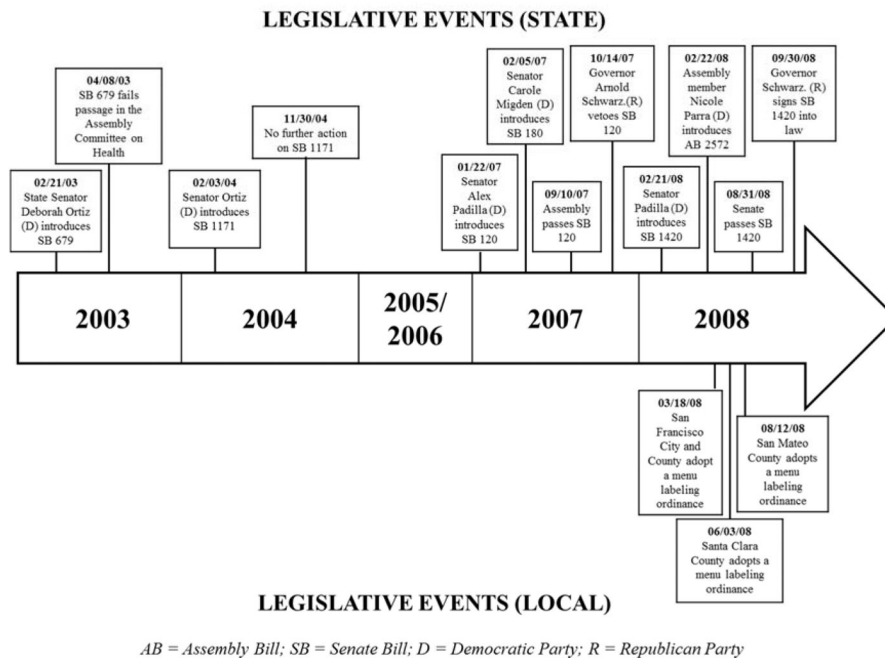 LEGISLATIVE EVENTS (STATE)
04/08/03
SB 679 fails
passage in the
Assembly
Committee on
Health
11/30/04
No further action
on SB 1171
02/05/07
Senator
Carole
Migden (D)
introduces
SB 180
10/14/07
Governor
Arnold
Schwarz.(R)
vetoes SB
120
02/22/08
Assembly
member
Nicole
Parra (D)
introduces
AB 2572
09/30/08
Governor
Schwarz. (R)
signs SB
1420 into
law
02/21/03
State Senator
Deborah Ortiz
(D) introduces
SB 679
02/03/04
Senator Ortiz
(D) introduces
SB 1171
01/22/07
Senator
Alex
Padilla (D)
introduces
SB 120
09/10/07
Assembly
passes SB
120
02/21/08
Senator
Padilla (D)
introduces
SB 1420
08/31/08
Senate
passes SB
1420
2003
2004
2005/
2006
2007
2008
03/18/08
San
Francisco
City and
County adopt
a menu
labeling
ordinance
08/12/08
San Mateo
County adopts
a menu
labeling
ordinance
06/03/08
Santa Clara
County adopts a
menu labeling
ordinance
LEGISLATIVE EVENTS (LOCAL)
AB = Assembly Bill; SB = Senate Bill; D = Democratic Party; R = Republican Party